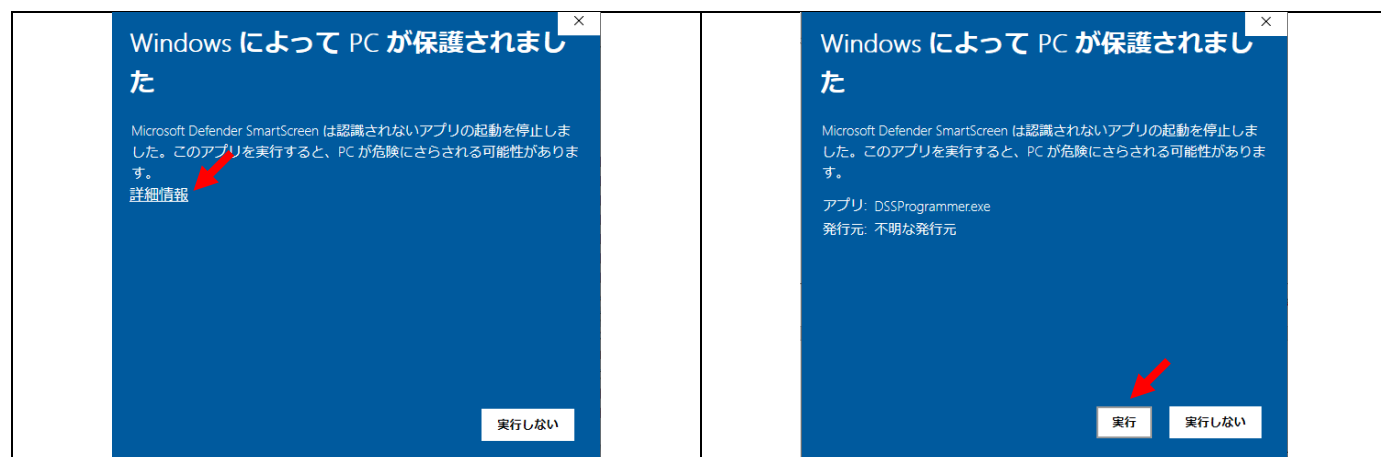 Windows によって PC が保護されまし
た
Microsoft Defender SmartScreen は認識されないアプリの起動を停止しま
した。このアプリを実行すると、PC が危険にさらされる可能性がありま
す。
詳細情報
実行しない
Windows によって PC が保護されまし
た
Microsoft Defender SmartScreen は認識されないアプリの起動を停止しま
した。このアプリを実行すると、PC が危険にさらされる可能性がありま
す。
アプリ: DSSProgrammer.exe
発行元: 不明な発行元
実行 実行しない